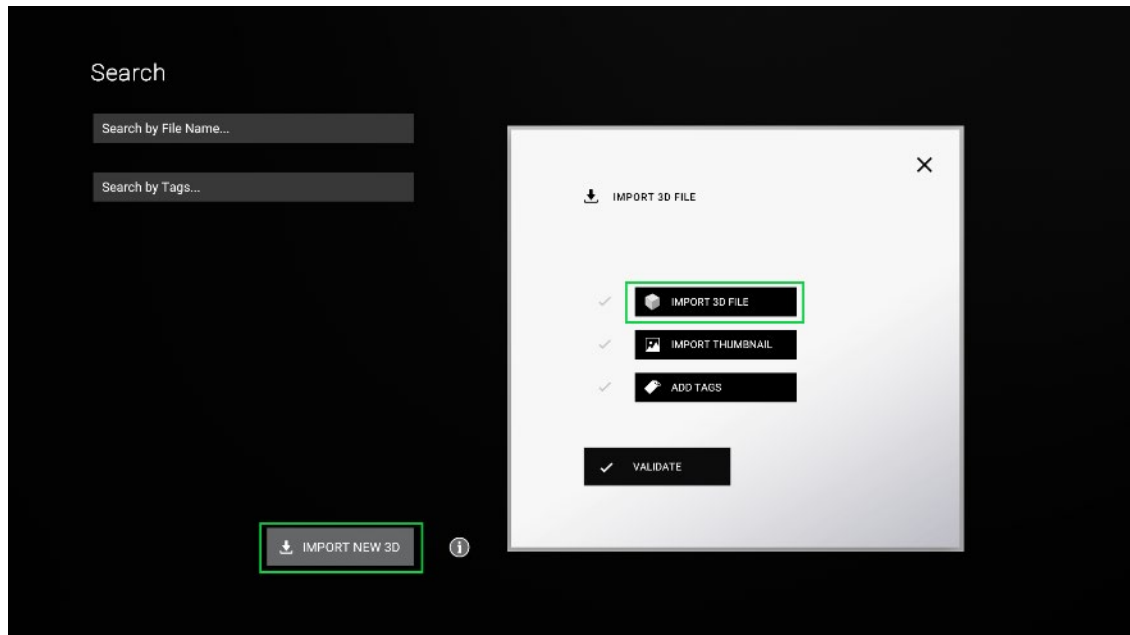 Search
Search by File Name...
Search by Tags...
IMPORT 3D FILE
IMPORT 3D FILE
IMPORT THUMBNAIL
ADD TAGS
VALIDATE
IMPORT NEW 3D